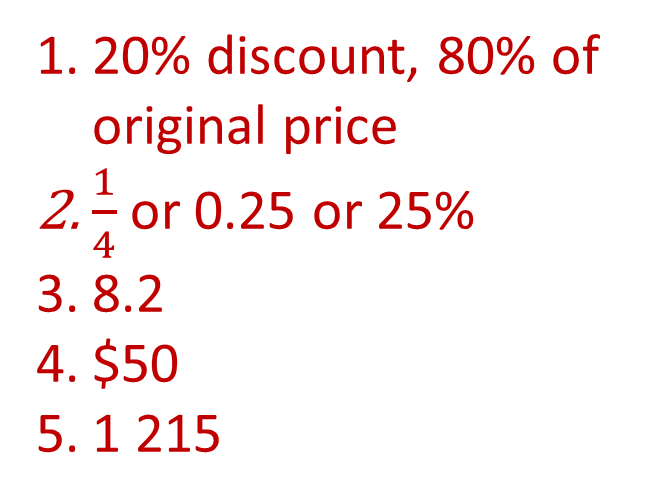 1. 20% discount, 80% of
original price
2. 1/4 or 0.25 or 25%
3. 8.2
4. $50
5. 1 215